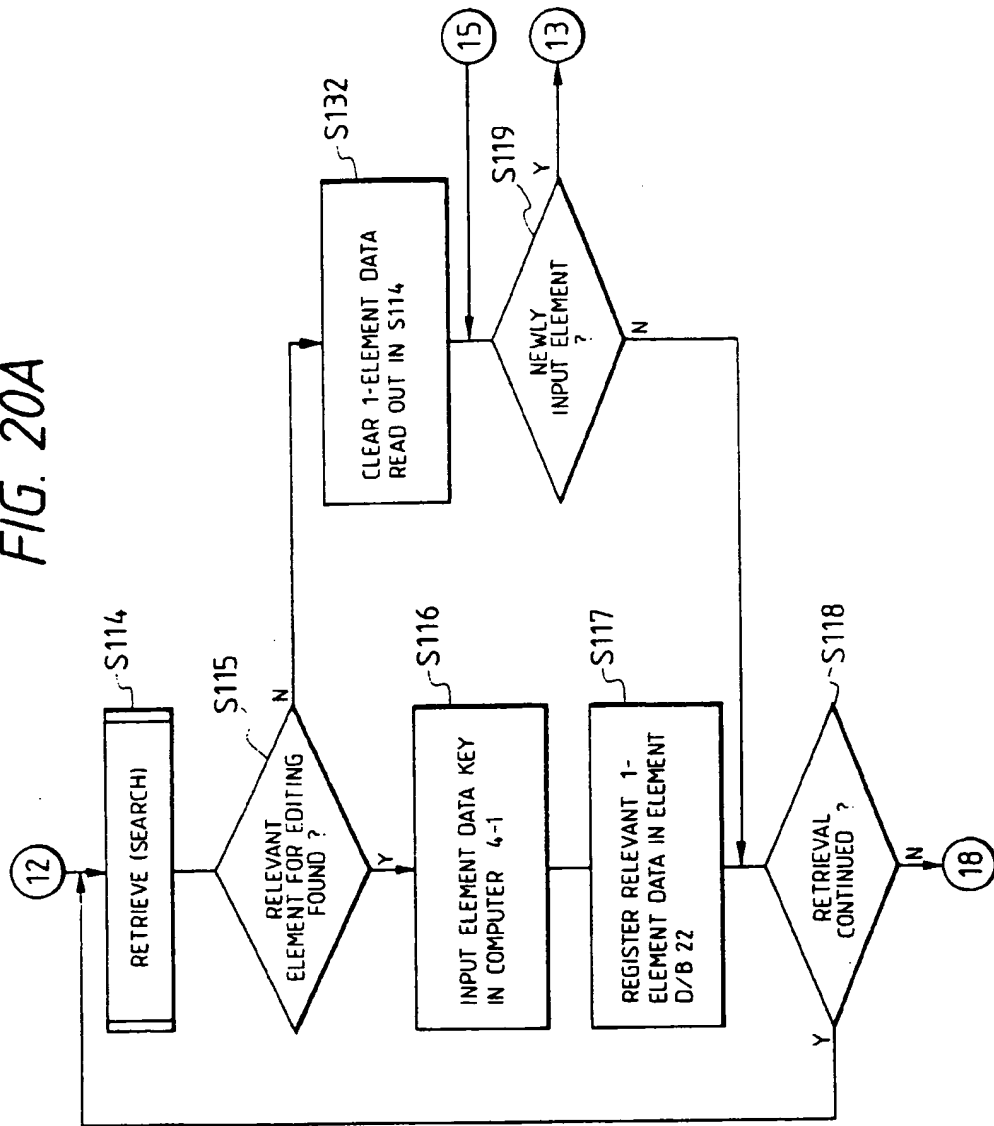 FIG. 20A
12
RETRIEVE (SEARCH)
S114
RELEVANT
ELEMENT FOR EDITING
FOUND ?
S115
N
Y
INPUT ELEMENT DATA KEY
IN COMPUTER 4-1
S116
REGISTER RELEVANT 1-
ELEMENT DATA IN ELEMENT
D/B 22
S117
RETRIEVAL
CONTINUED ?
S118
Y
N
18
CLEAR 1-ELEMENT DATA
READ OUT IN S114
S132
15
NEWLY
INPUT ELEMENT
?
S119
Y
N
13